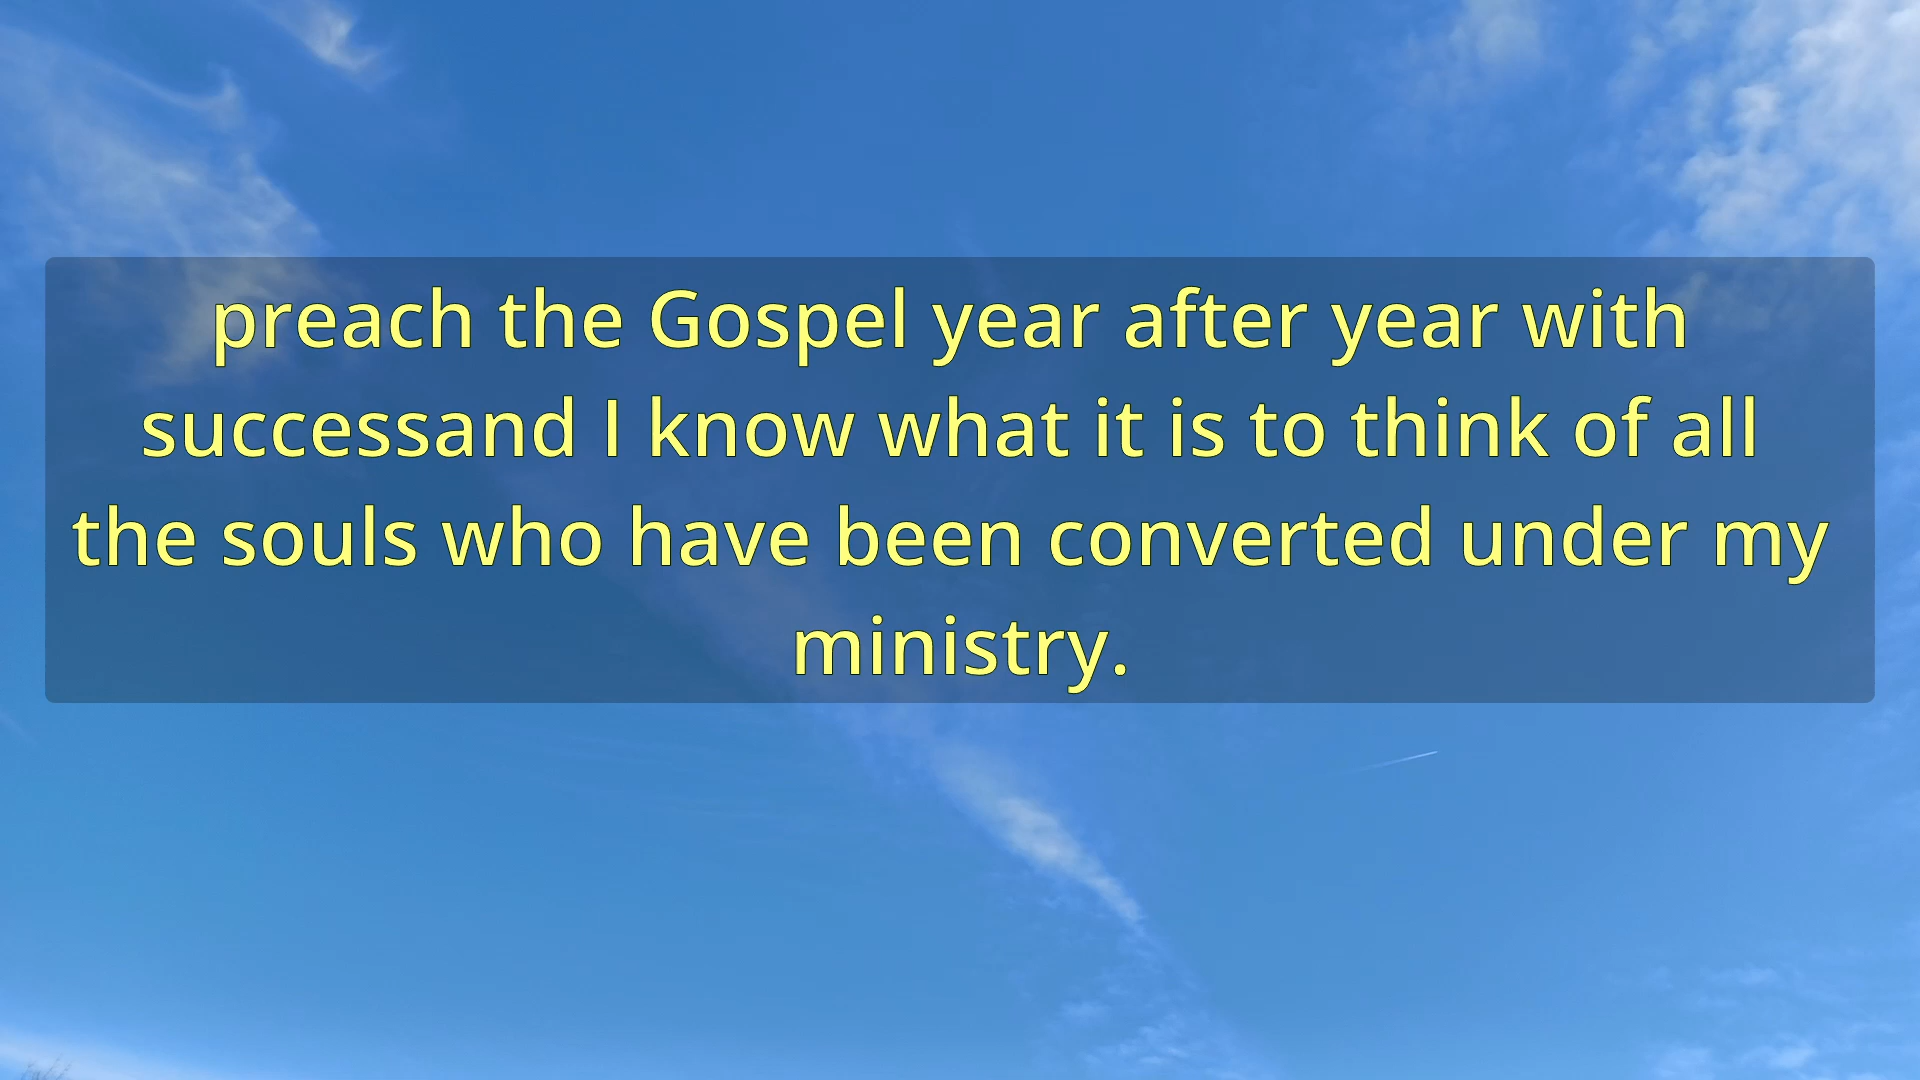 preach the Gospel year after year with
successand I know what it is to think of all
the souls who have been converted under my
ministry.